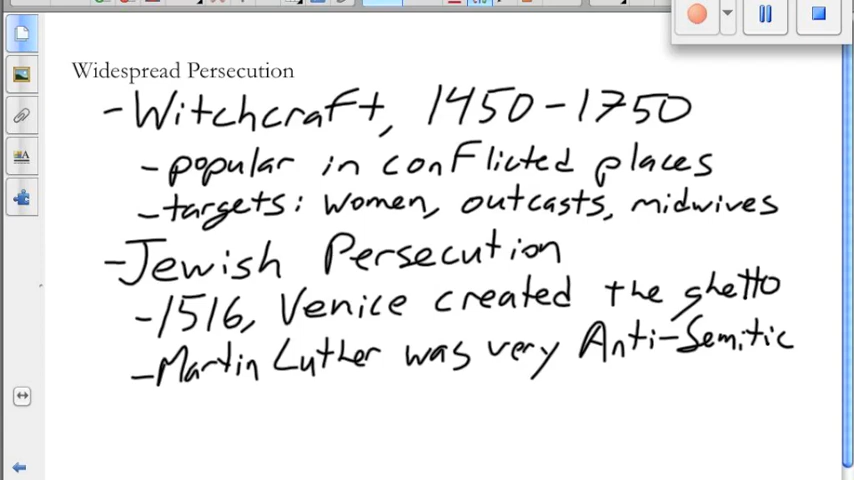 Widespread Persecution
- Witchcraft, 1450-1750
- popular in conflicted places
- targets: women, outcasts, midwives
- Jewish Persecution
- 1516, Venice created the ghetto
- Martin Luther was very Anti-Semitic